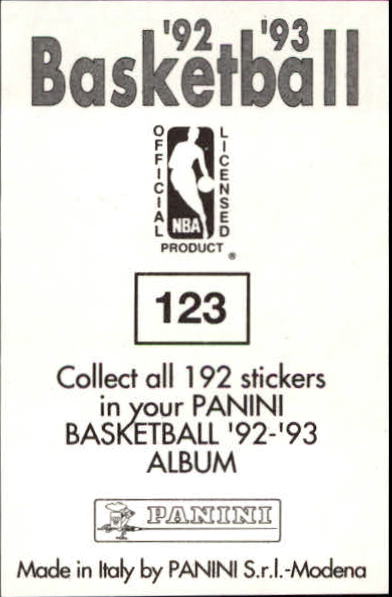 '92 '93
Basketball
OFFICIAL
LICENSED
NBA
PRODUCT ®
123
Collect all 192 stickers
in your PANINI
BASKETBALL '92-'93
ALBUM
PANINI
Made in Italy by PANINI S.r.l.-Modena